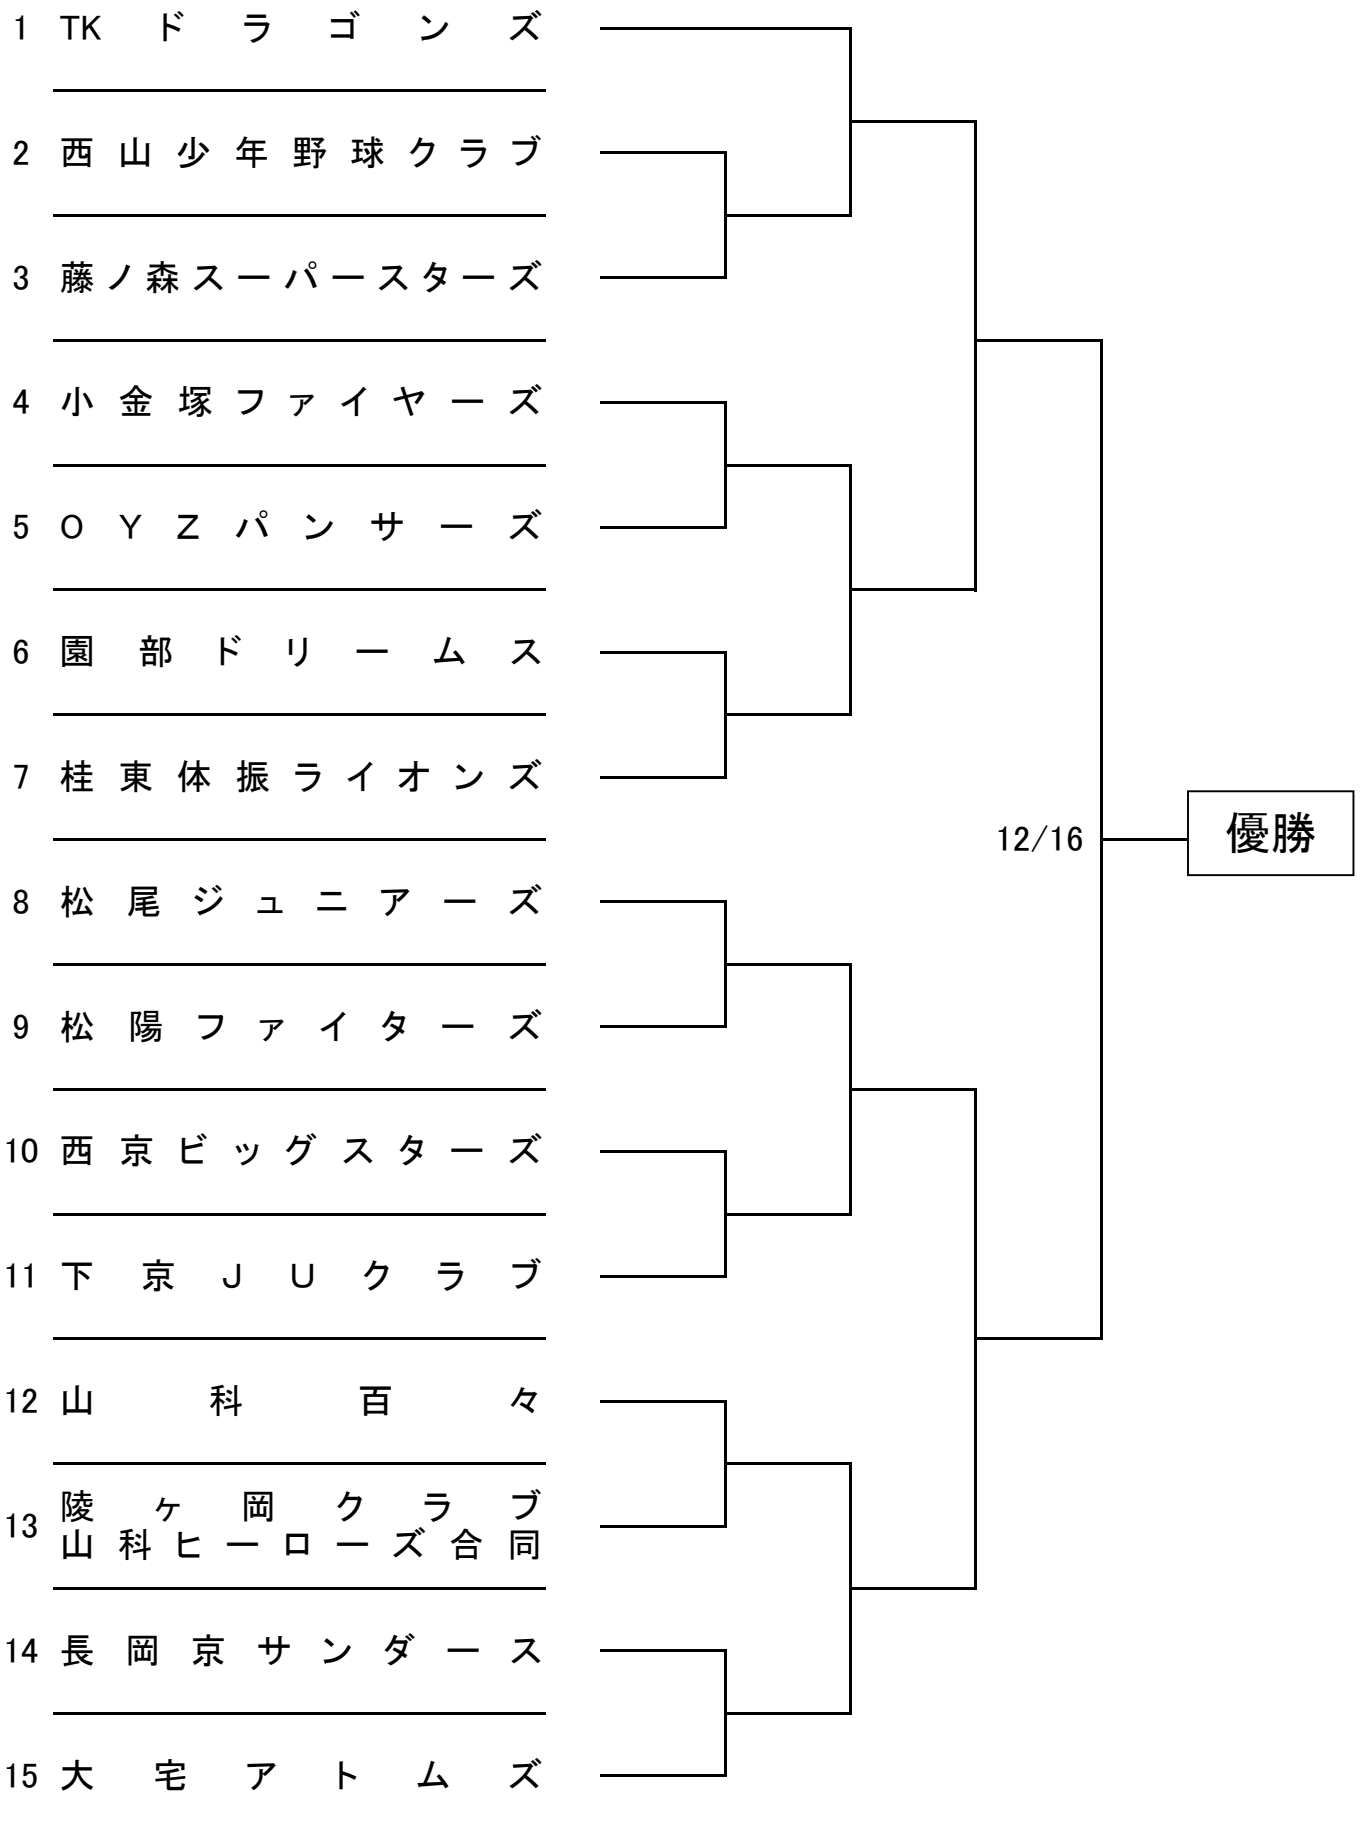 1 TKドラゴンズ
2 西山少年野球クラブ
3 藤ノ森スーパースターズ
4 小金塚ファイヤーズ
5 OYZパンサーズ
6 園部ドリームス
7 桂東体振ライオンズ
12/16 優勝
8 松尾ジュニアーズ
9 松陽ファイターズ
10 西京ビッグスターズ
11 下京JUクラブ
12 山科百々
13 陵ヶ岡クラブ
山科ヒーローズ合同
14 長岡京サンダース
15 大宅アトムズ